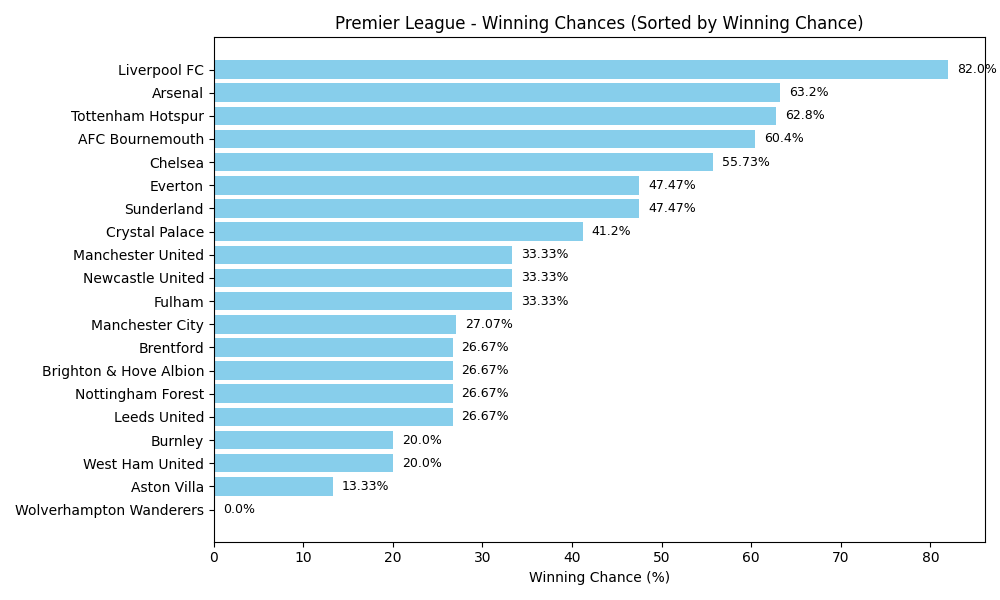 Premier League - Winning Chances (Sorted by Winning Chance)
Liverpool FC 82.0%
Arsenal 63.2%
Tottenham Hotspur 62.8%
AFC Bournemouth 60.4%
Chelsea 55.73%
Everton 47.47%
Sunderland 47.47%
Crystal Palace 41.2%
Manchester United 33.33%
Newcastle United 33.33%
Fulham 33.33%
Manchester City 27.07%
Brentford 26.67%
Brighton & Hove Albion 26.67%
Nottingham Forest 26.67%
Leeds United 26.67%
Burnley 20.0%
West Ham United 20.0%
Aston Villa 13.33%
Wolverhampton Wanderers 0.0%
0 10 20 30 40 50 60 70 80
Winning Chance (%)